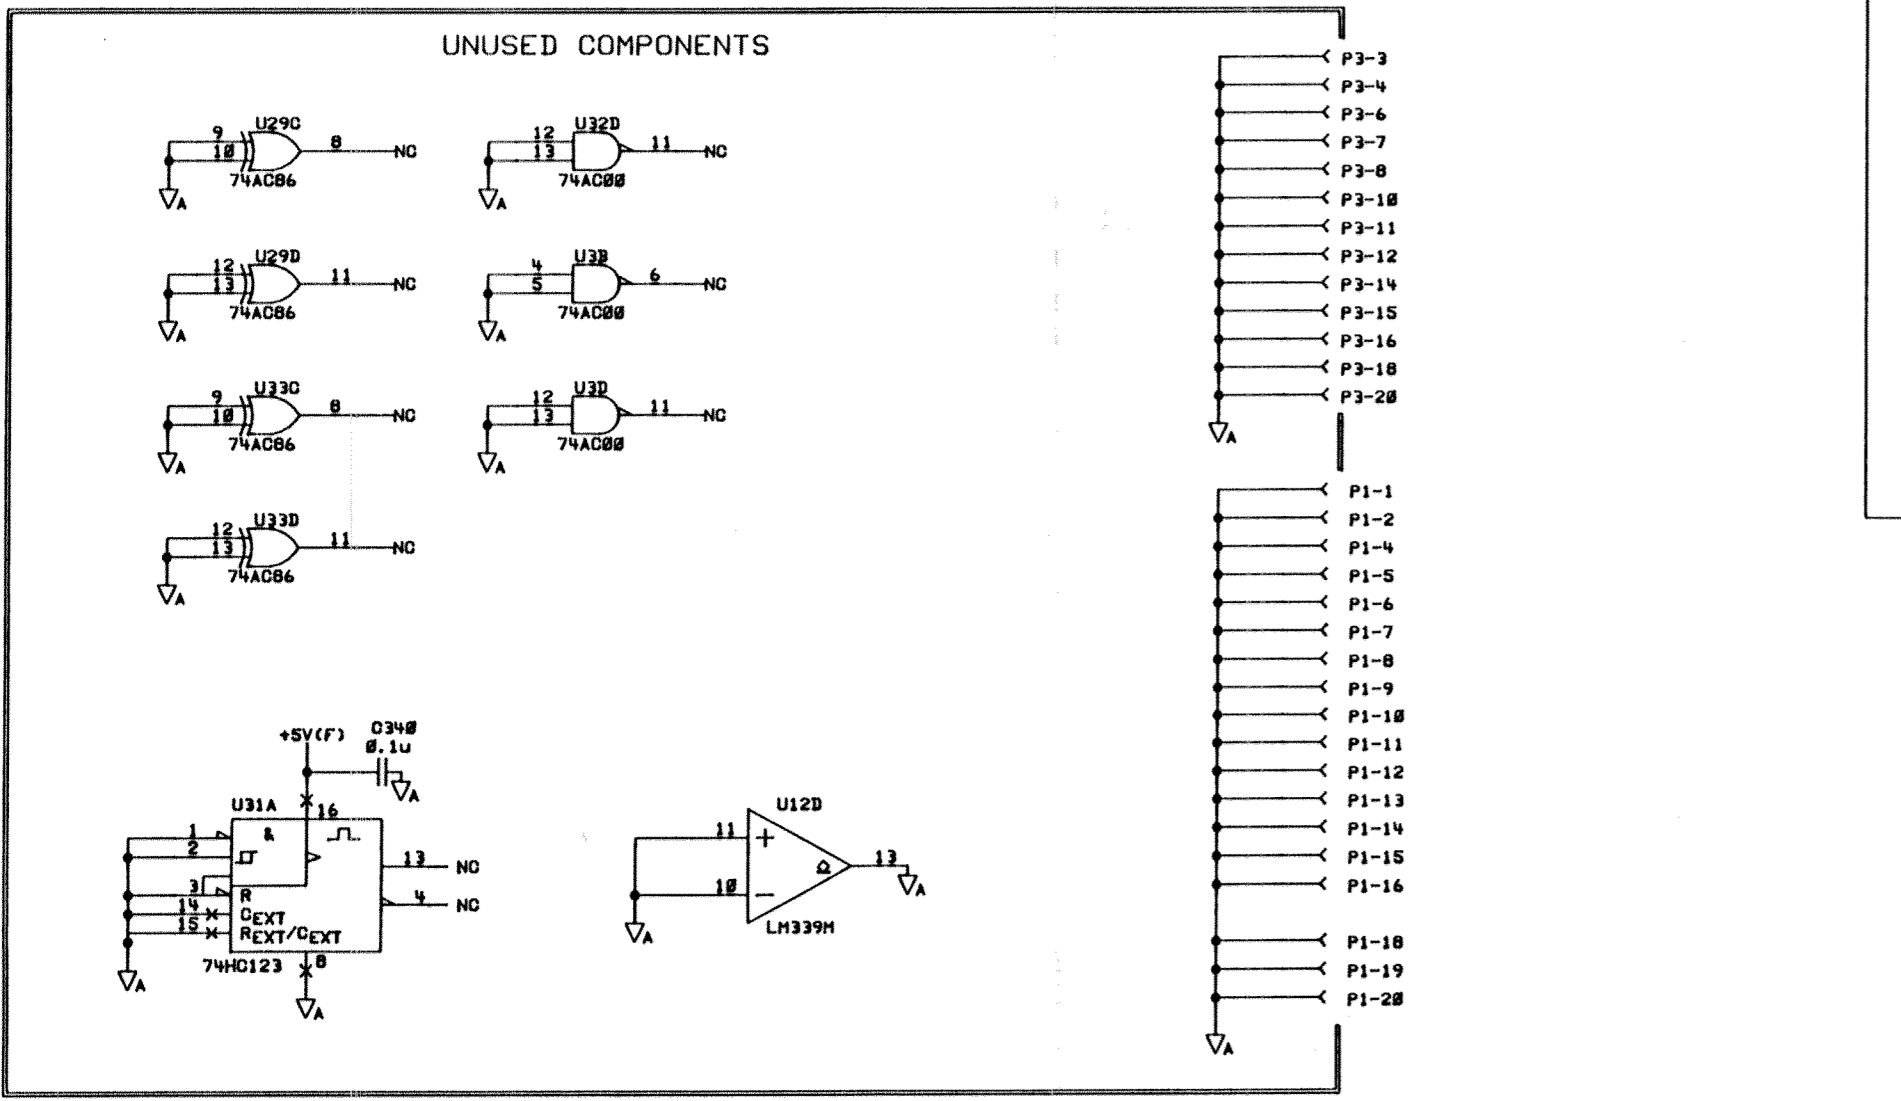 UNUSED COMPONENTS
U29C
9
10
8
NC
74AC86
A
U32D
12
13
11
NC
74AC00
A
U29D
12
13
11
NC
74AC86
A
U3B
4
5
6
NC
74AC00
A
U33C
9
10
8
NC
74AC86
A
U3D
12
13
11
NC
74AC00
A
U33D
12
13
11
NC
74AC86
A
+5V(F)
C340
0.1u
A
U31A
16
1
&
2
3
R
14
CEXT
15
REXT/CEXT
13
NC
4
NC
74HC123
8
A
A
U12D
11
+
10
−
Ω
13
A
A
LM339M
P3-3
P3-4
P3-6
P3-7
P3-8
P3-10
P3-11
P3-12
P3-14
P3-15
P3-16
P3-18
P3-20
A
P1-1
P1-2
P1-4
P1-5
P1-6
P1-7
P1-8
P1-9
P1-10
P1-11
P1-12
P1-13
P1-14
P1-15
P1-16
P1-18
P1-19
P1-20
A